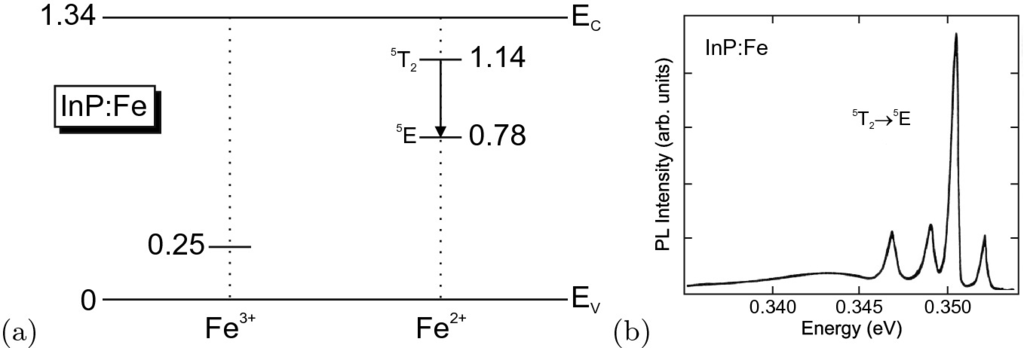 1.34
E_C
⁵T₂
1.14
InP:Fe
⁵E
0.78
0.25
0
E_V
Fe³⁺
Fe²⁺
(a)
InP:Fe
⁵T₂→⁵E
PL Intensity (arb. units)
0.340
0.345
0.350
Energy (eV)
(b)